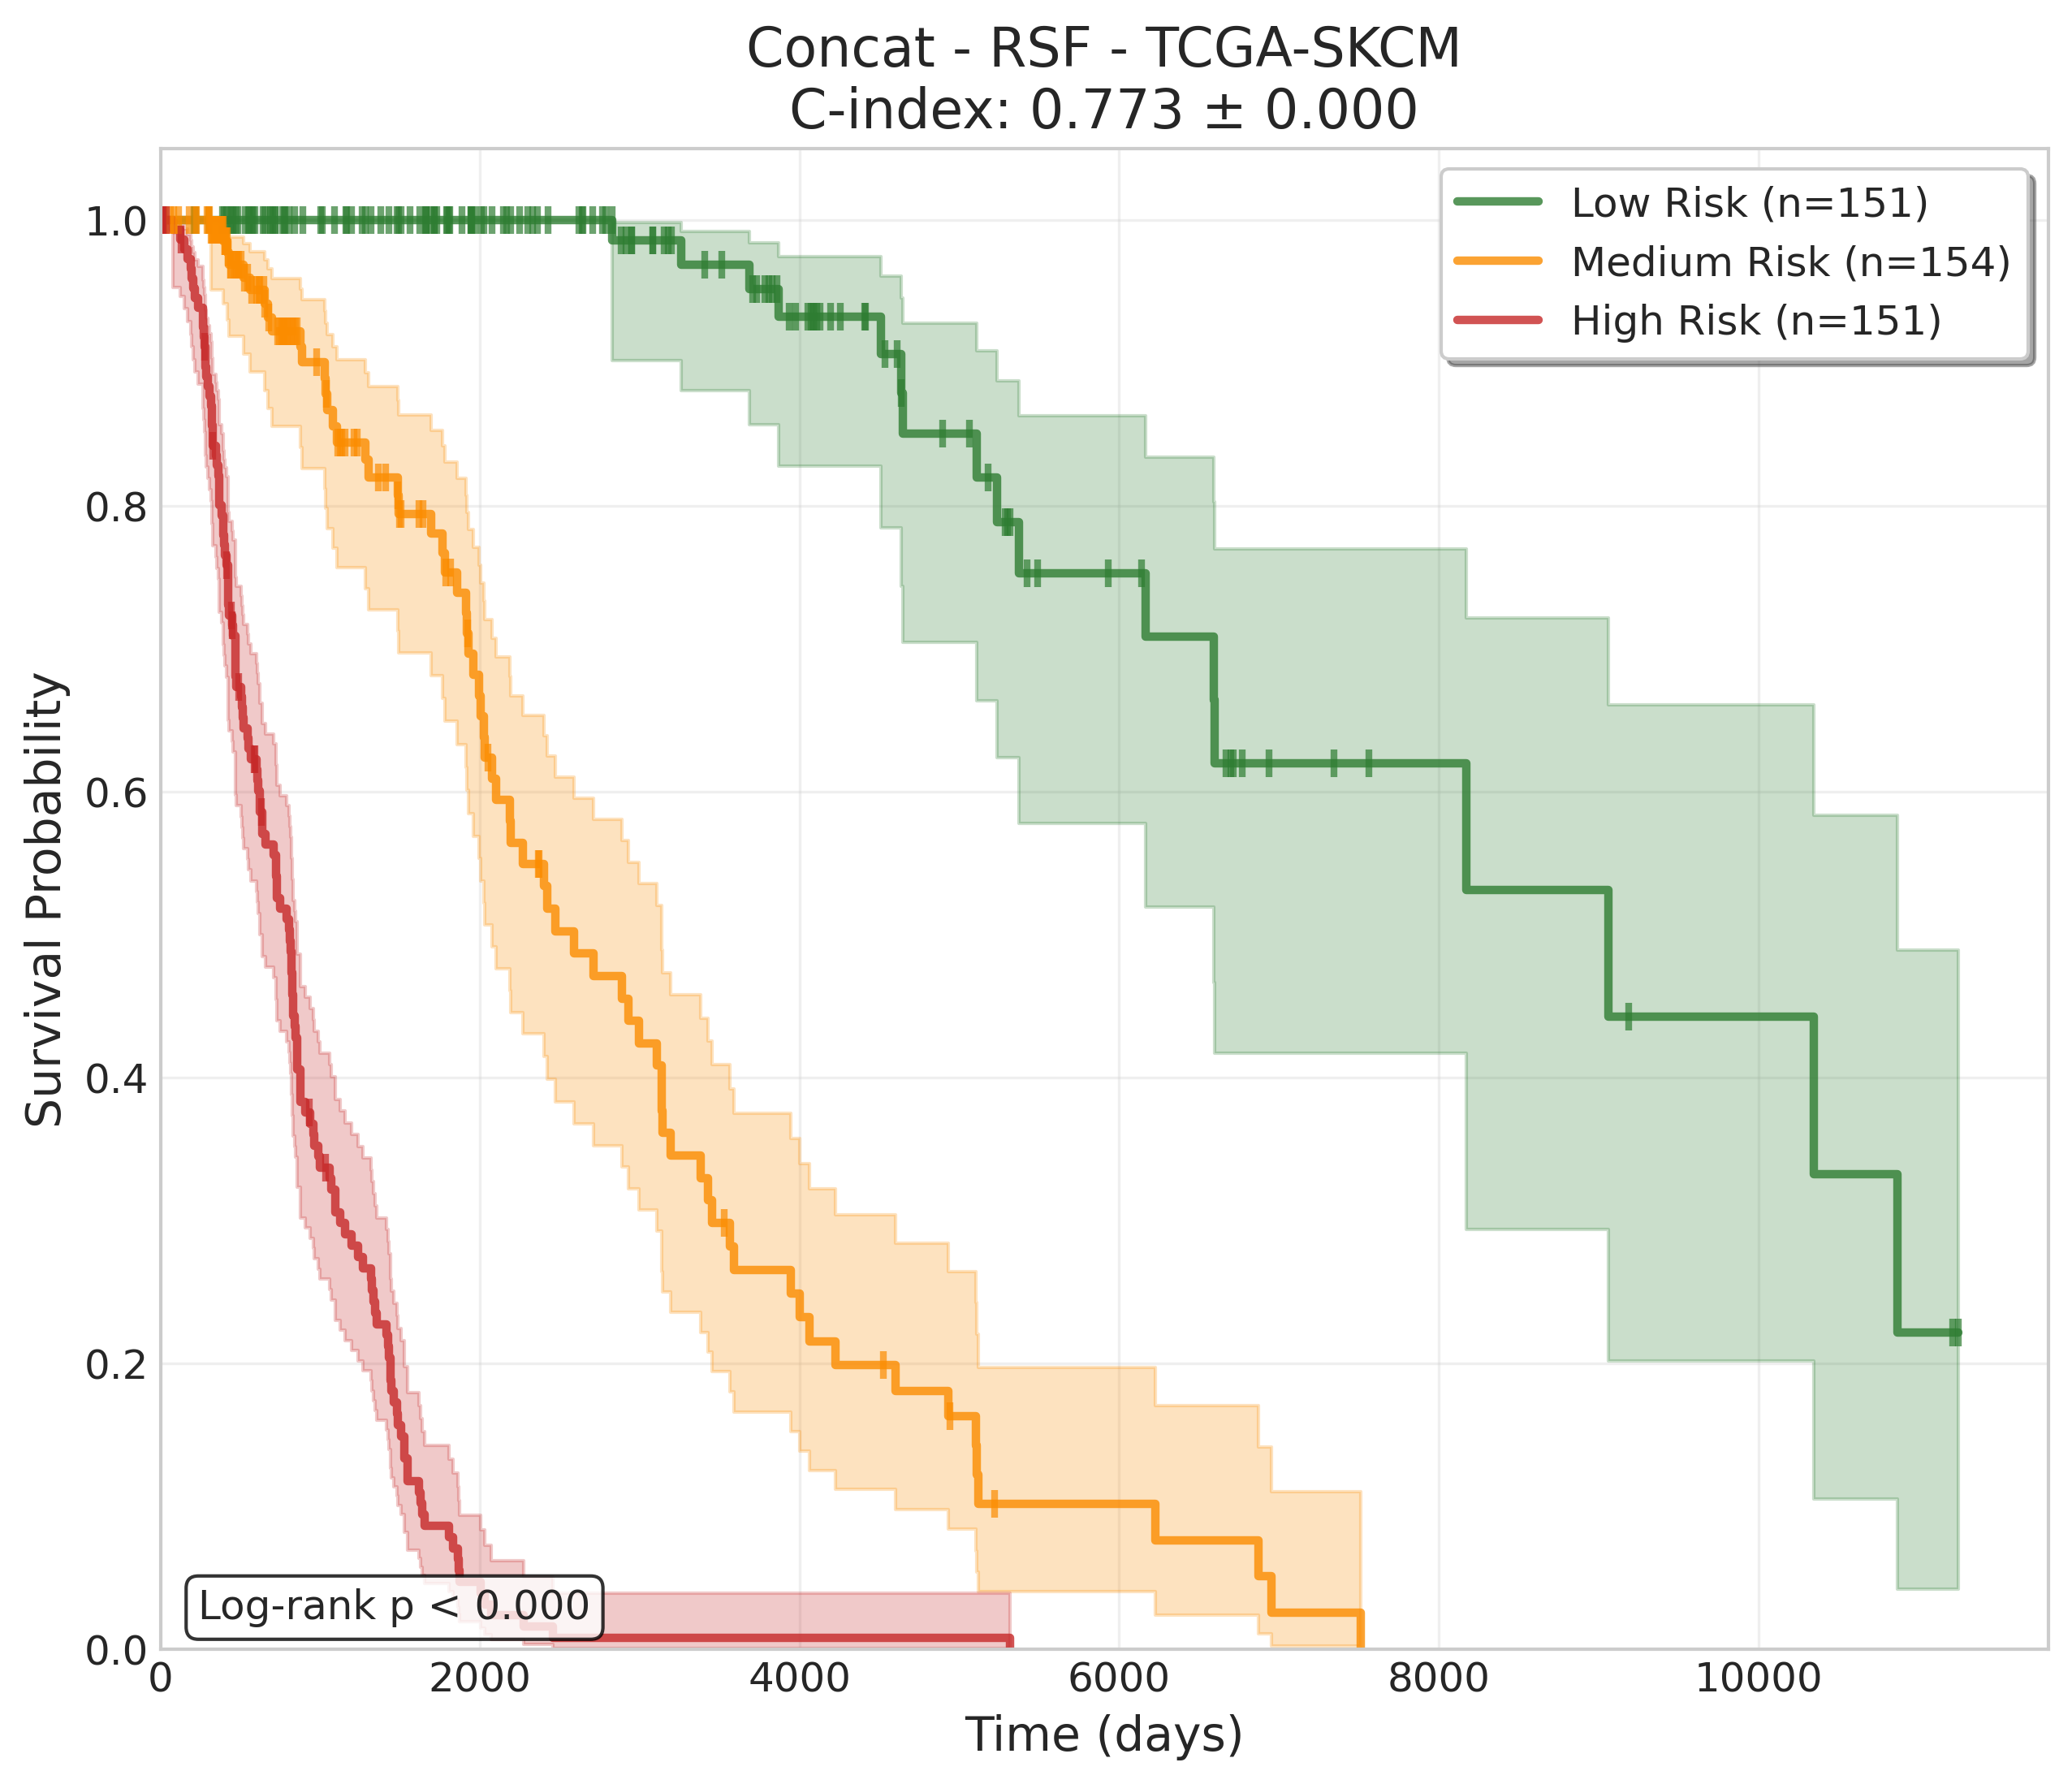 Concat - RSF - TCGA-SKCM
C-index: 0.773 ± 0.000
Low Risk (n=151)
Medium Risk (n=154)
High Risk (n=151)
Survival Probability
1.0
0.8
0.6
0.4
0.2
0.0
Log-rank p < 0.000
0 2000 4000 6000 8000 10000
Time (days)